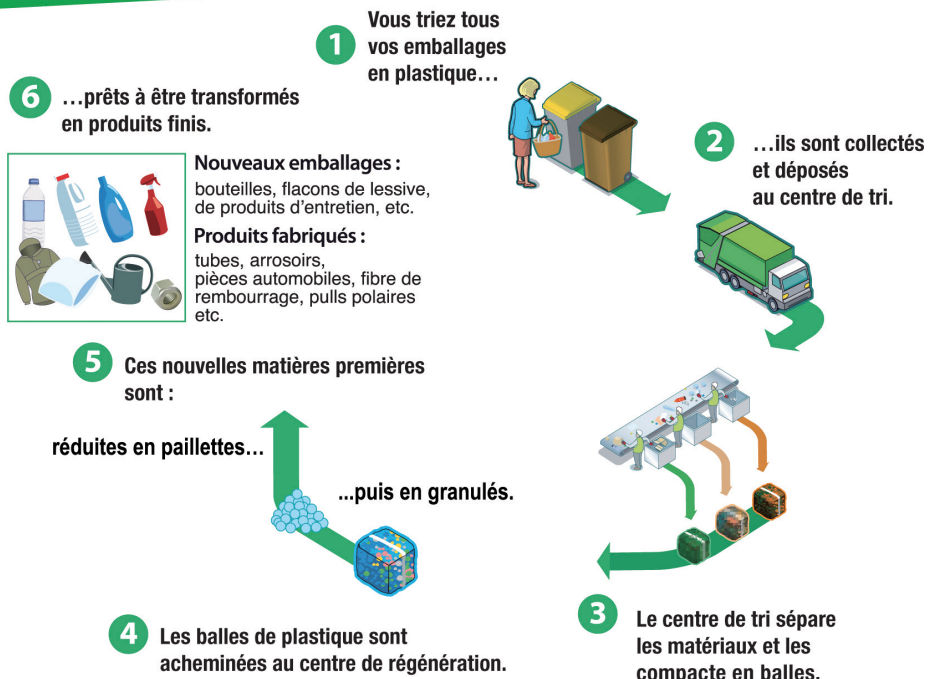 1
Vous triez tous
vos emballages
en plastique…
2
…ils sont collectés
et déposés
au centre de tri.
3
Le centre de tri sépare
les matériaux et les
compacte en balles.
4
Les balles de plastique sont
acheminées au centre de régénération.
5
Ces nouvelles matières premières
sont :
réduites en paillettes…
...puis en granulés.
6
…prêts à être transformés
en produits finis.
Nouveaux emballages :
bouteilles, flacons de lessive,
de produits d'entretien, etc.
Produits fabriqués :
tubes, arrosoirs,
pièces automobiles, fibre de
rembourrage, pulls polaires
etc.